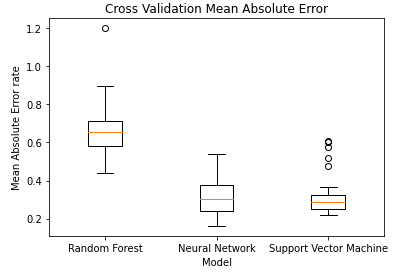 Cross Validation Mean Absolute Error
1.2
1.0
0.8
0.6
0.4
0.2
Mean Absolute Error rate
Random Forest Neural Network Support Vector Machine
Model